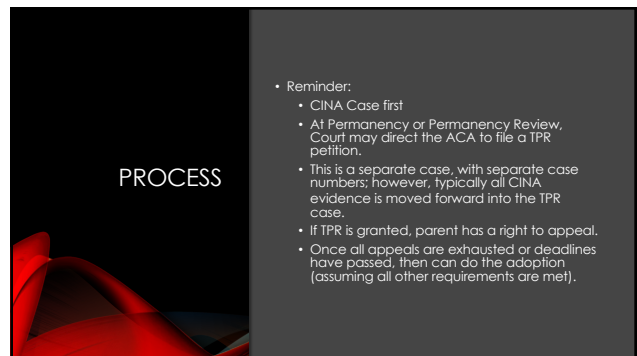 PROCESS
• Reminder:
• CINA Case first
• At Permanency or Permanency Review,
Court may direct the ACA to file a TPR
petition.
• This is a separate case, with separate case
numbers; however, typically all CINA
evidence is moved forward into the TPR
case.
• If TPR is granted, parent has a right to appeal.
• Once all appeals are exhausted or deadlines
have passed, then can do the adoption
(assuming all other requirements are met).